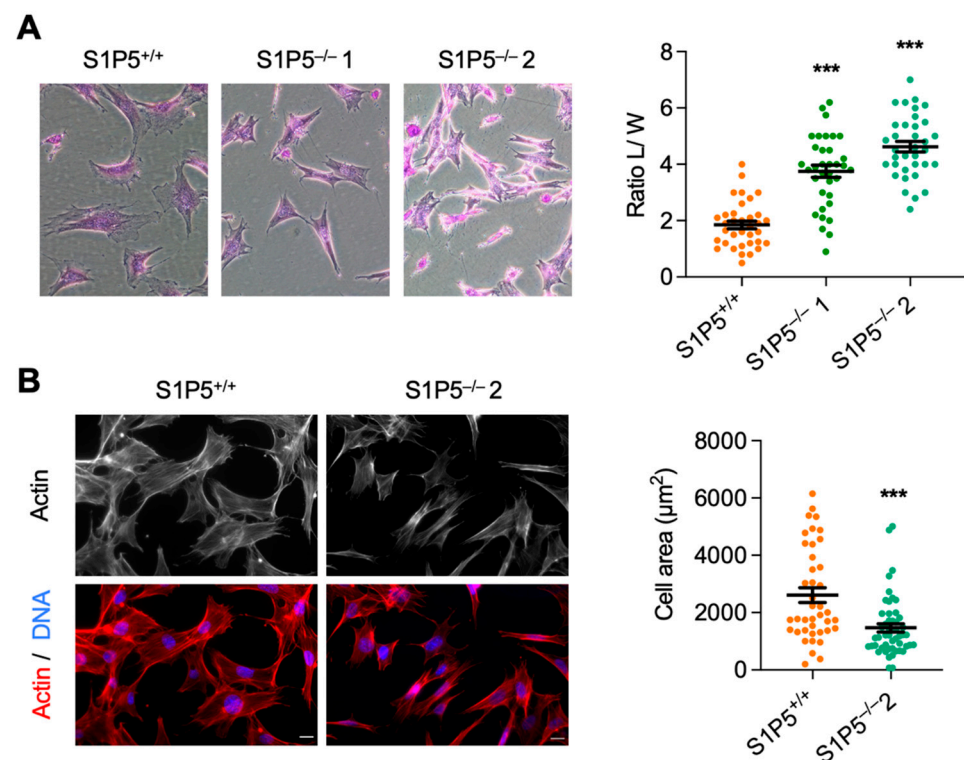 A
S1P5+/+ S1P5–/– 1 S1P5–/– 2
8
6
4
2
0
Ratio L/ W
***
***
S1P5+/+ S1P5–/– 1 S1P5–/– 2
B
S1P5+/+ S1P5–/– 2
Actin
Actin / DNA
8000
6000
4000
2000
0
Cell area (μm²)
***
S1P5+/+ S1P5–/–2